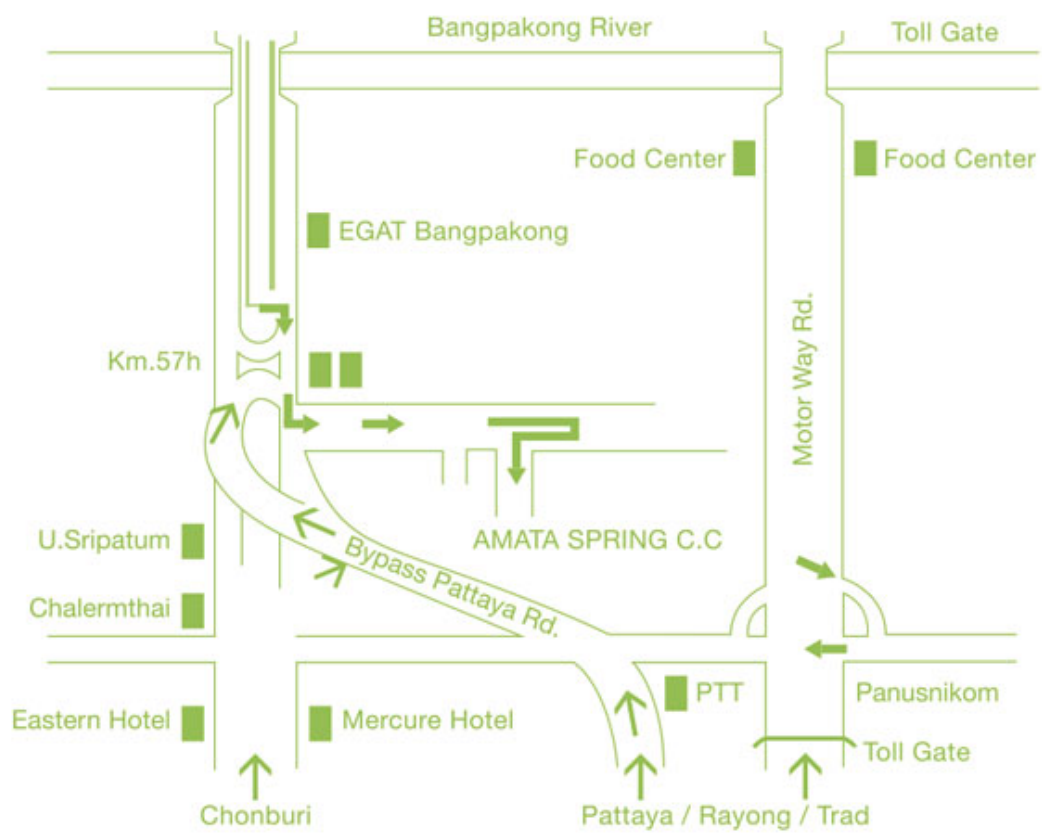 Bangpakong River
Toll Gate
Food Center
Food Center
EGAT Bangpakong
Km.57h
Motor Way Rd.
U.Sripatum
AMATA SPRING C.C
Bypass Pattaya Rd.
Chalermthai
Eastern Hotel
Mercure Hotel
PTT
Panusnikom
Toll Gate
Chonburi
Pattaya / Rayong / Trad